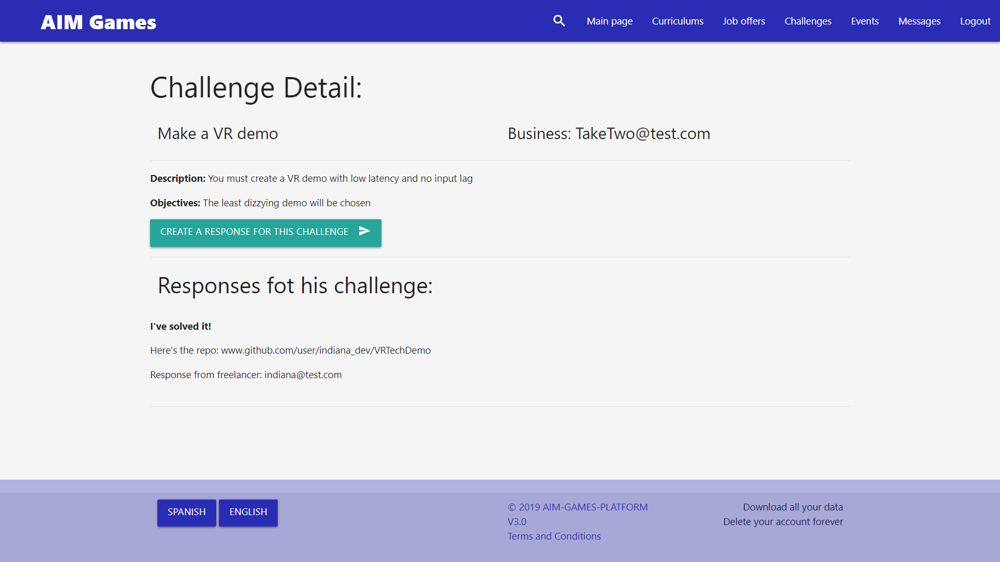 AIM Games
Main page
Curriculums
Job offers
Challenges
Events
Messages
Logout
Challenge Detail:
Make a VR demo
Business: TakeTwo@test.com
Description: You must create a VR demo with low latency and no input lag
Objectives: The least dizzying demo will be chosen
CREATE A RESPONSE FOR THIS CHALLENGE
Responses fot his challenge:
I've solved it!
Here's the repo: www.github.com/user/indiana_dev/VRTechDemo
Response from freelancer: indiana@test.com
SPANISH
ENGLISH
© 2019 AIM-GAMES-PLATFORM
V3.0
Terms and Conditions
Download all your data
Delete your account forever